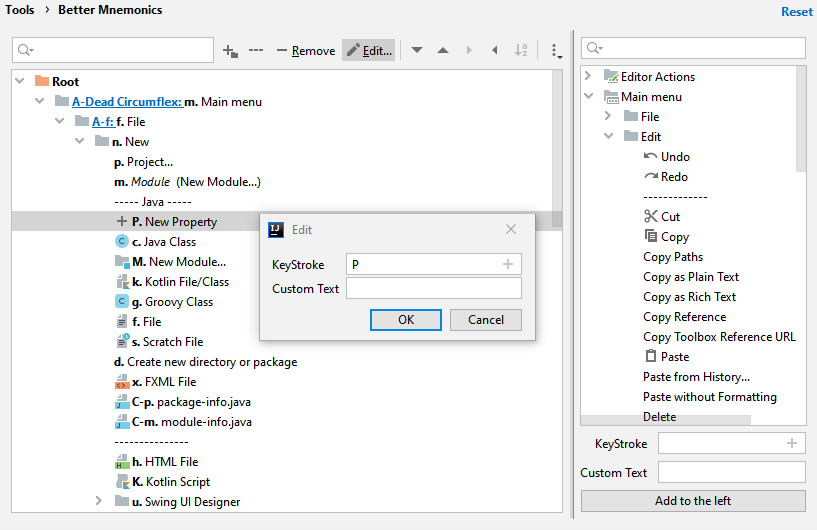 Tools › Better Mnemonics
Reset
Remove
Edit...
Root
A-Dead Circumflex: m. Main menu
A-f: f. File
n. New
p. Project...
m. Module (New Module...)
----- Java -----
P. New Property
c. Java Class
M. New Module...
k. Kotlin File/Class
g. Groovy Class
f. File
s. Scratch File
d. Create new directory or package
x. FXML File
C-p. package-info.java
C-m. module-info.java
---------------
h. HTML File
K. Kotlin Script
u. Swing UI Designer
Edit
KeyStroke P
Custom Text
OK
Cancel
Editor Actions
Main menu
File
Edit
Undo
Redo
-------------
Cut
Copy
Copy Paths
Copy as Plain Text
Copy as Rich Text
Copy Reference
Copy Toolbox Reference URL
Paste
Paste from History...
Paste without Formatting
Delete
KeyStroke
Custom Text
Add to the left